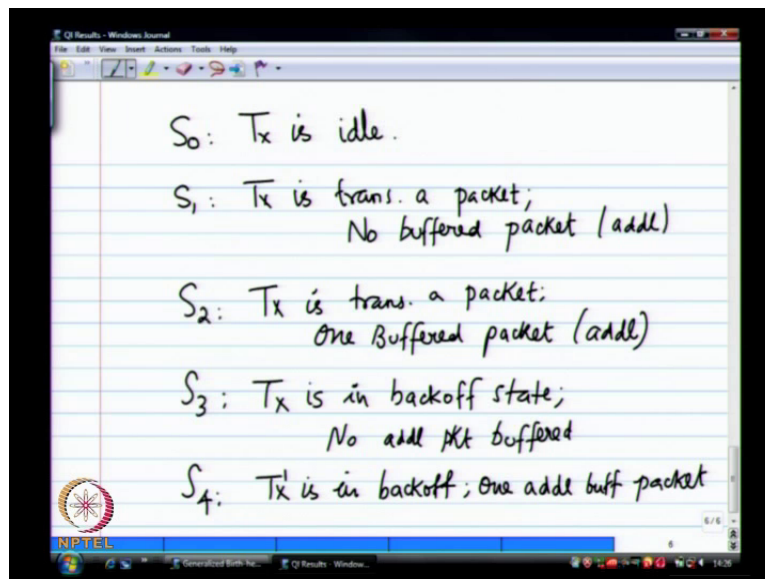 QI Results - Windows Journal
File Edit View Insert Actions Tools Help
S0: Tx is idle.
S1: Tx is trans. a packet;
No buffered packet (addl)
S2: Tx is trans. a packet;
One Buffered packet (addl)
S3: Tx is in backoff state;
No addl pkt buffered
S4: Tx is in backoff; One addl buff packet
6/6
6
NPTEL
Generalized Birth-he...
QI Results - Window...
14:26